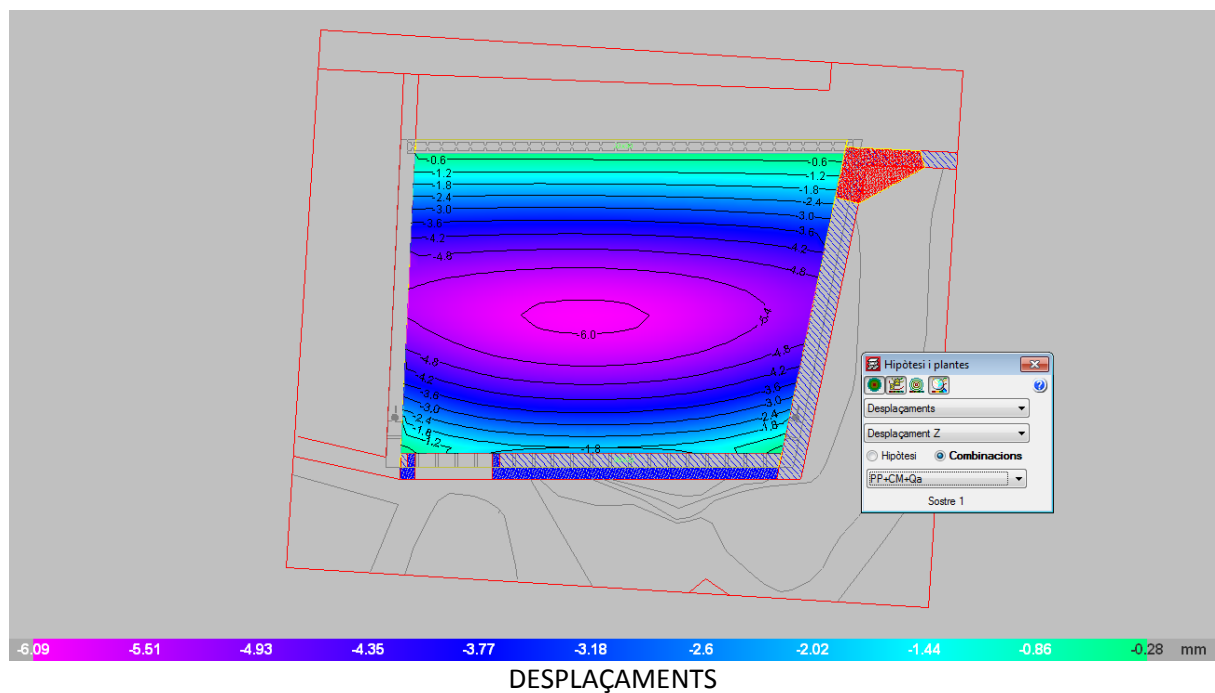 -0.6 -0.6
-1.2 -1.2
-1.8 -1.8
-2.4 -2.4
-3.0 -3.0
-3.6 -3.6
-4.2 -4.2
-4.8 -4.8
-5.4
-6.0
-4.8 -4.8
-4.2 -4.2
-3.6 -3.6
-3.0 -3.0
-2.4 -2.4
-1.8 -1.8
-1.2 -1.8
Hipòtesi i plantes
Desplaçaments
Desplaçament Z
Hipòtesi Combinacions
PP+CM+Qa
Sostre 1
-6.09 -5.51 -4.93 -4.35 -3.77 -3.18 -2.6 -2.02 -1.44 -0.86 -0.28 mm
DESPLAÇAMENTS